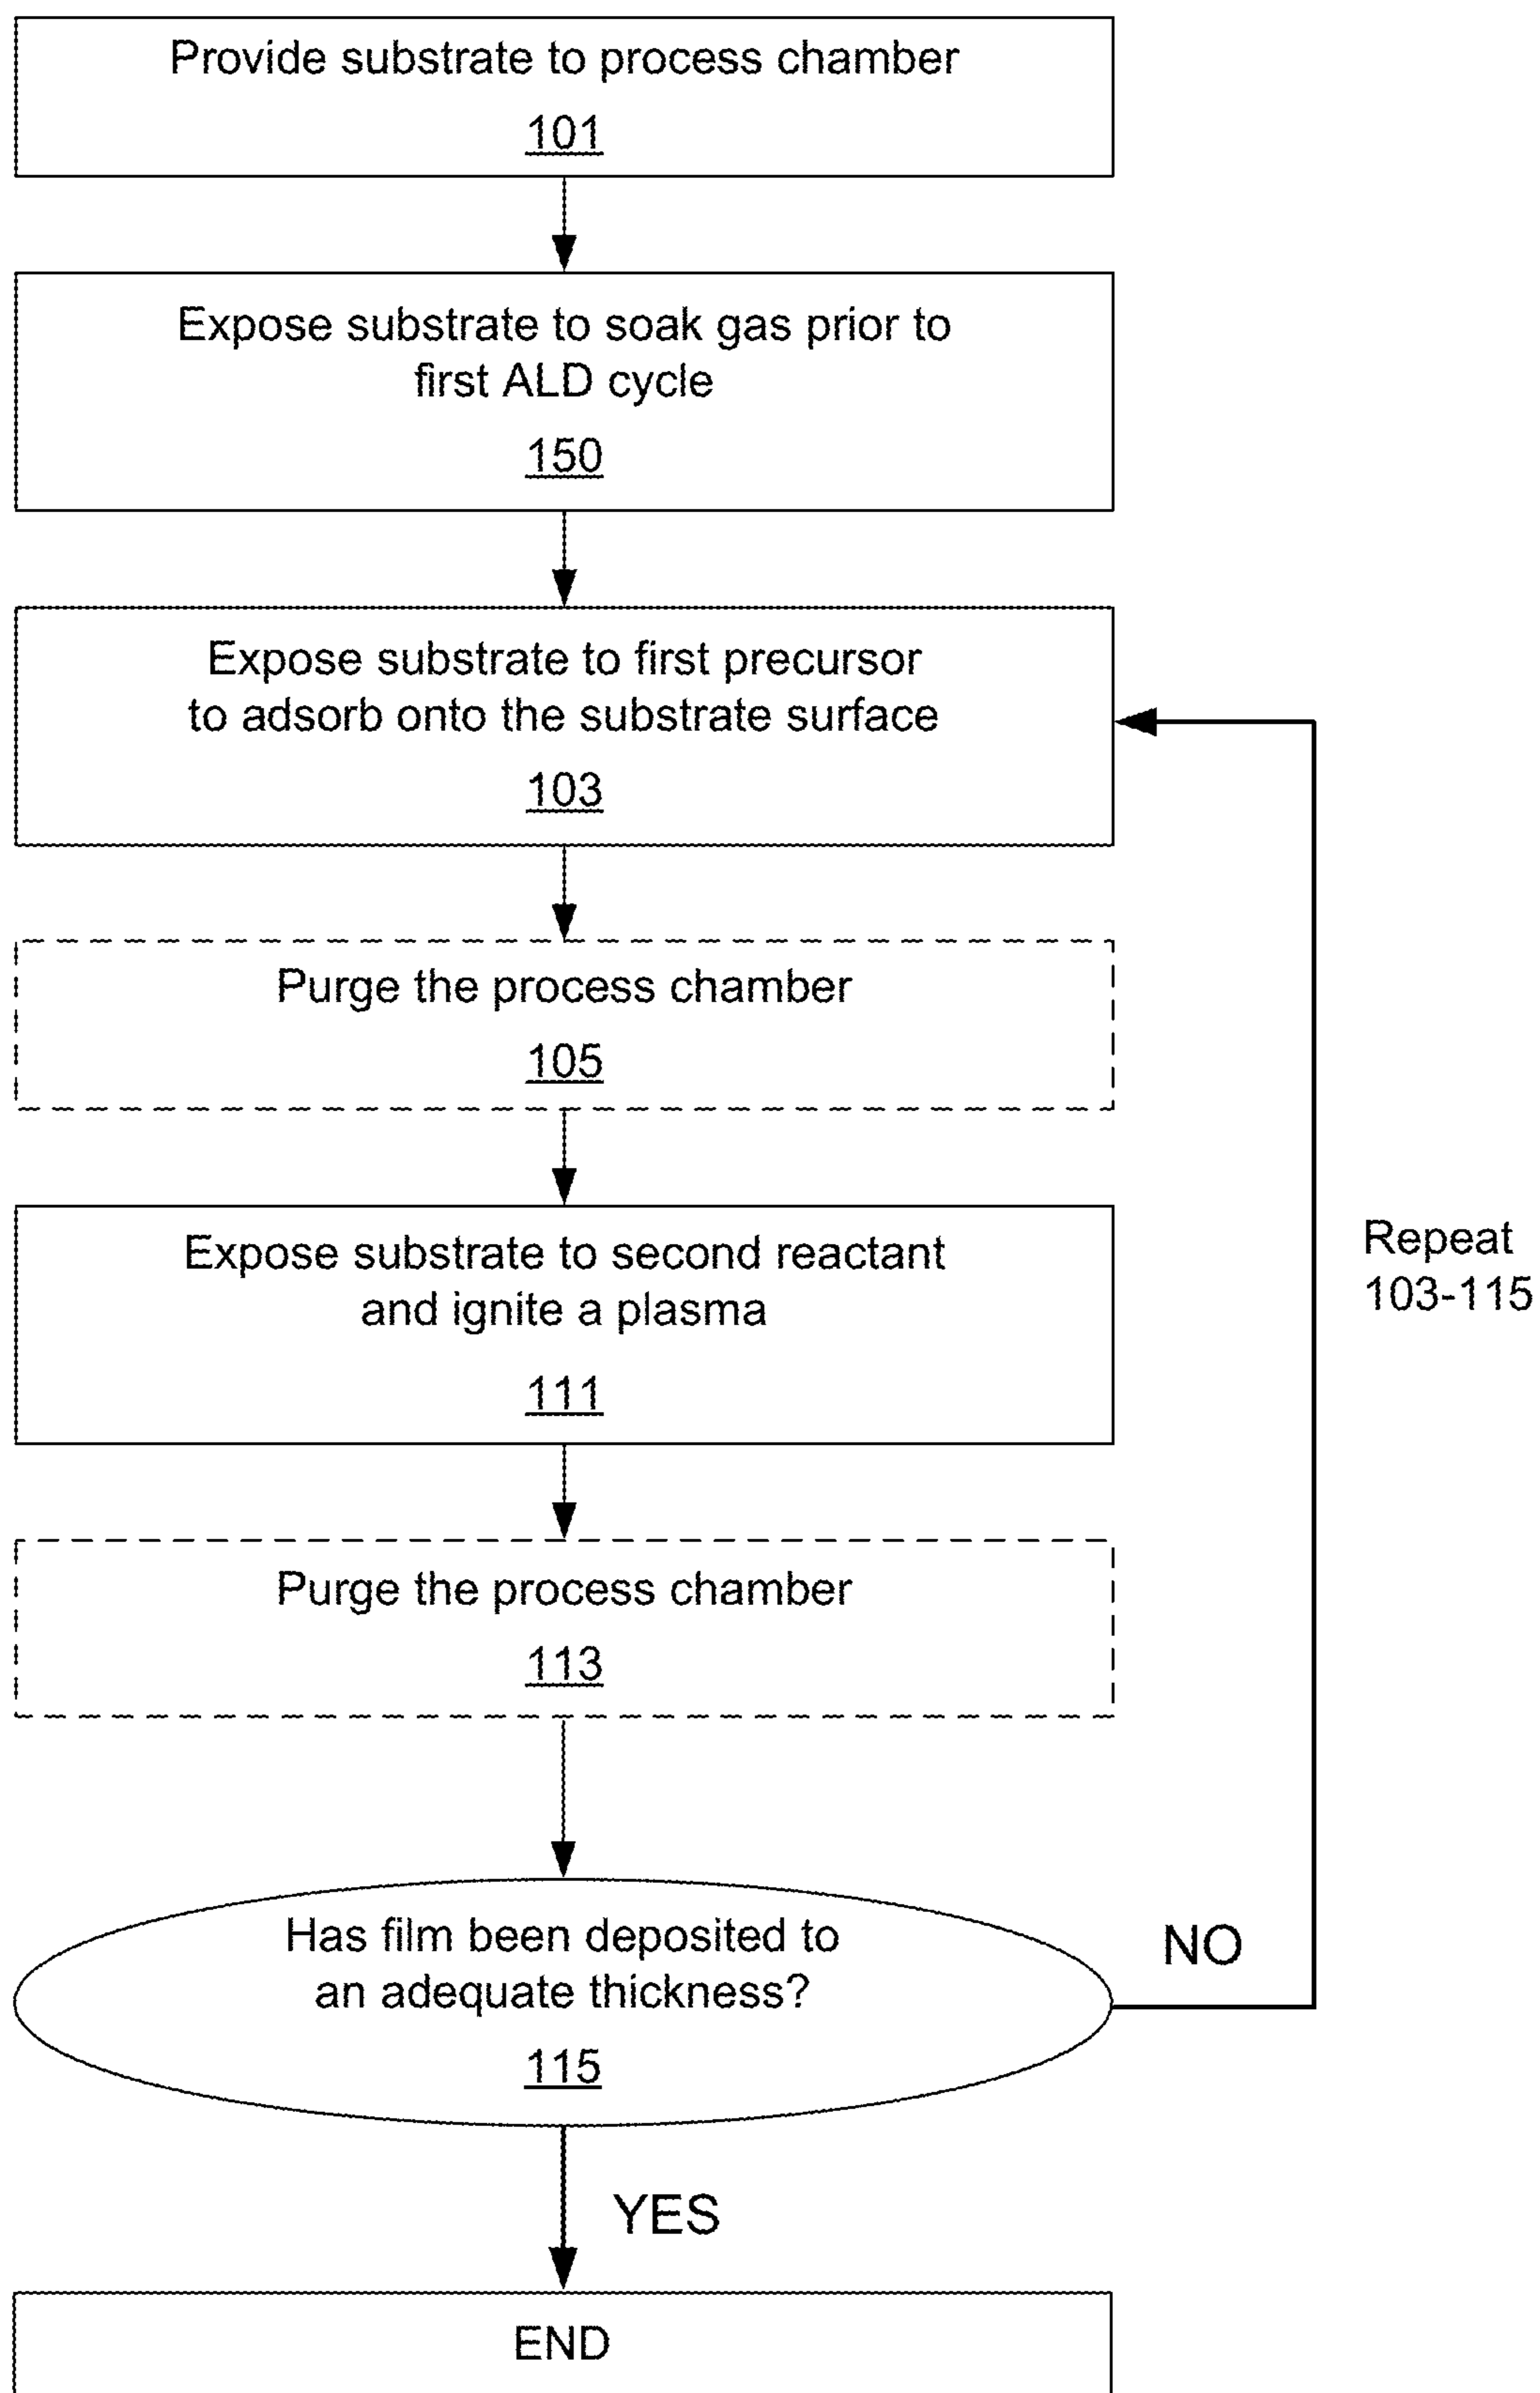 Provide substrate to process chamber
101
Expose substrate to soak gas prior to
first ALD cycle
150
Expose substrate to first precursor
to adsorb onto the substrate surface
103
Purge the process chamber
105
Expose substrate to second reactant
and ignite a plasma
111
Repeat
103-115
Purge the process chamber
113
Has film been deposited to
an adequate thickness?
115
NO
YES
END